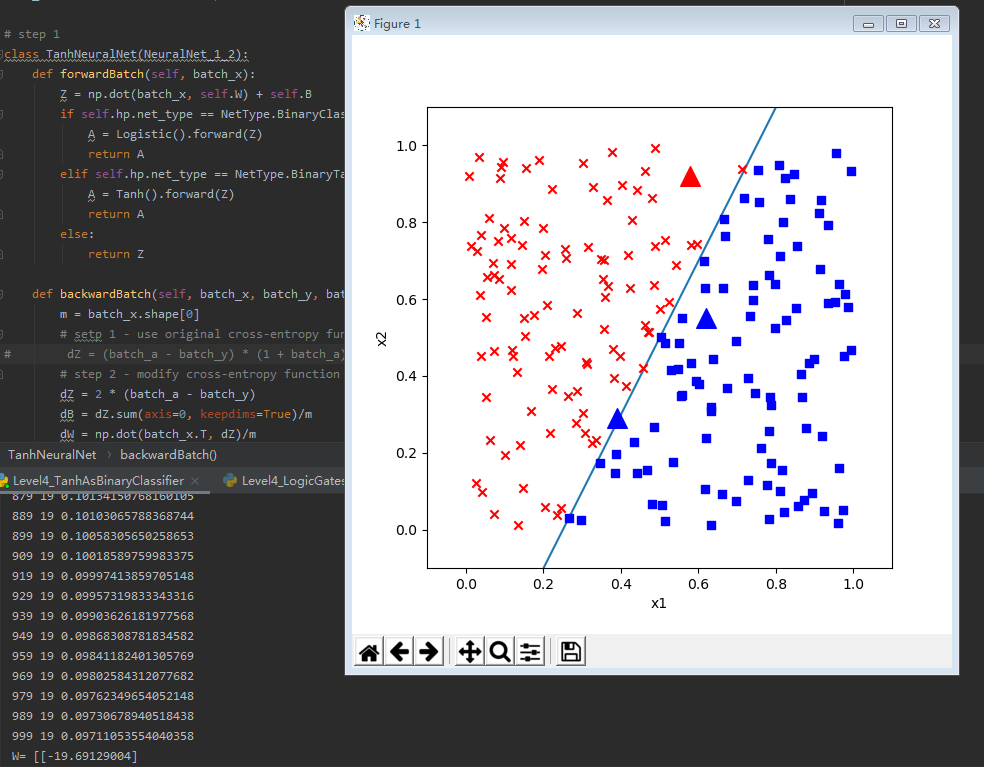 Figure 1
# step 1
class TanhNeuralNet(NeuralNet_1_2):
def forwardBatch(self, batch_x):
Z = np.dot(batch_x, self.W) + self.B
if self.hp.net_type == NetType.BinaryClas
A = Logistic().forward(Z)
return A
elif self.hp.net_type == NetType.BinaryTa
A = Tanh().forward(Z)
return A
else:
return Z
def backwardBatch(self, batch_x, batch_y, bat
m = batch_x.shape[0]
# setp 1 - use original cross-entropy fun
# dZ = (batch_a - batch_y) * (1 + batch_a)
# step 2 - modify cross-entropy function
dZ = 2 * (batch_a - batch_y)
dB = dZ.sum(axis=0, keepdims=True)/m
dW = np.dot(batch_x.T, dZ)/m
TanhNeuralNet › backwardBatch()
Level4_TanhAsBinaryClassifier × Level4_LogicGates
879 19 0.10134150768160105
889 19 0.10103065788368744
899 19 0.10058305650258653
909 19 0.10018589759983375
919 19 0.09997413859705148
929 19 0.09957319833343316
939 19 0.09903626181977568
949 19 0.09868308781834582
959 19 0.09841182401305769
969 19 0.09802584312077682
979 19 0.09762349654052148
989 19 0.09730678940518438
999 19 0.09711053554040358
W= [[-19.69129004]
x2
1.0
0.8
0.6
0.4
0.2
0.0
0.0 0.2 0.4 0.6 0.8 1.0
x1